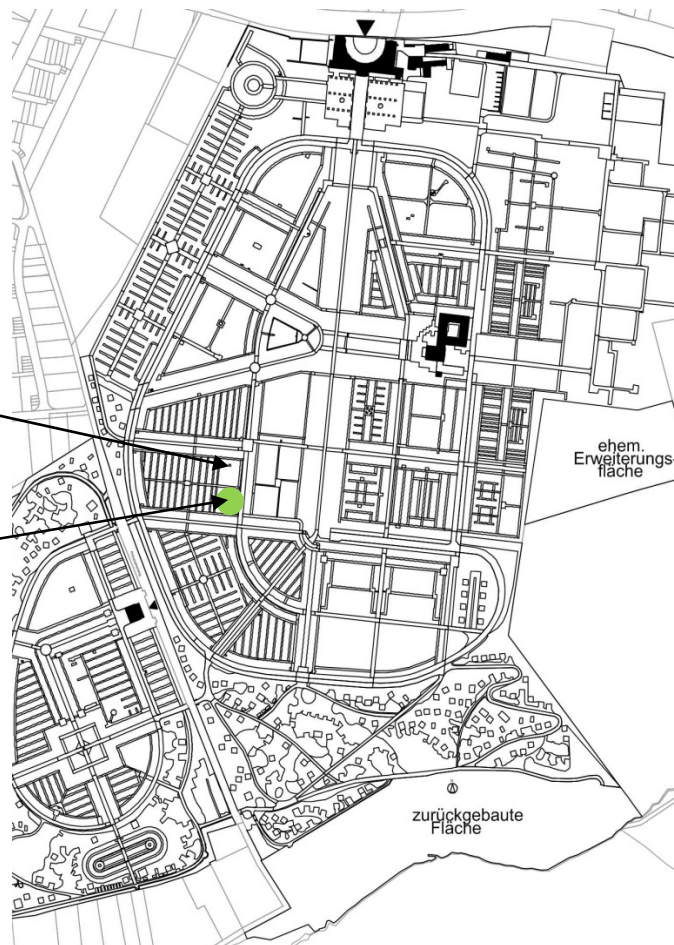 ehem.
Erweiterungs-
fläche
zurückgebaute
Fläche